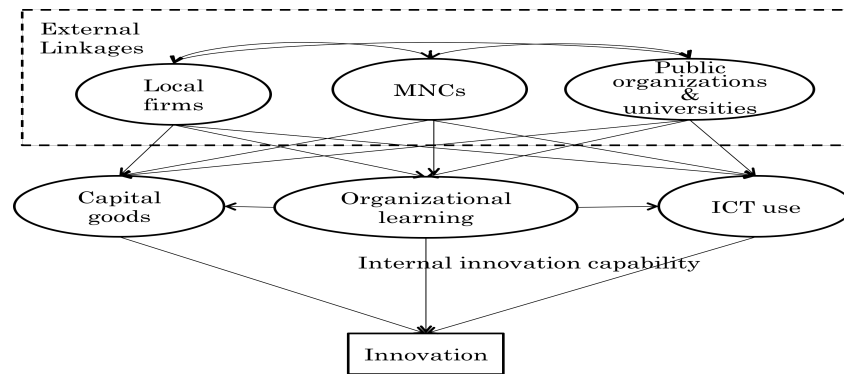 External
Linkages
Local
firms
MNCs
Public
organizations
&
universities
Capital
goods
Organizational
learning
ICT use
Internal innovation capability
Innovation